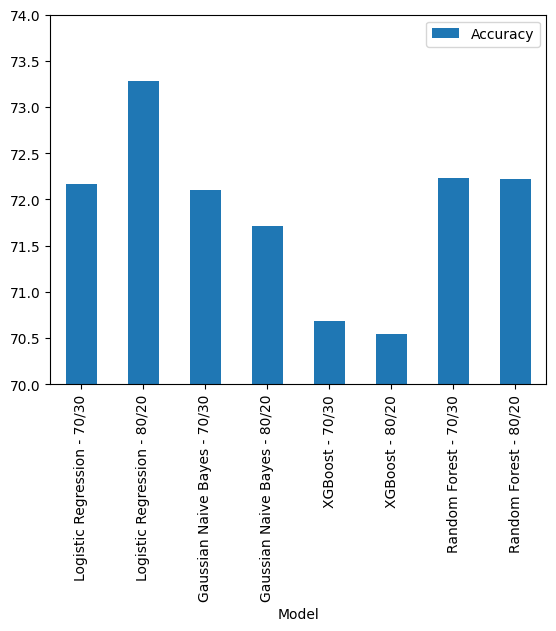 74.0
73.5
73.0
72.5
72.0
71.5
71.0
70.5
70.0
Accuracy
Logistic Regression - 70/30
Logistic Regression - 80/20
Gaussian Naive Bayes - 70/30
Gaussian Naive Bayes - 80/20
XGBoost - 70/30
XGBoost - 80/20
Random Forest - 70/30
Random Forest - 80/20
Model